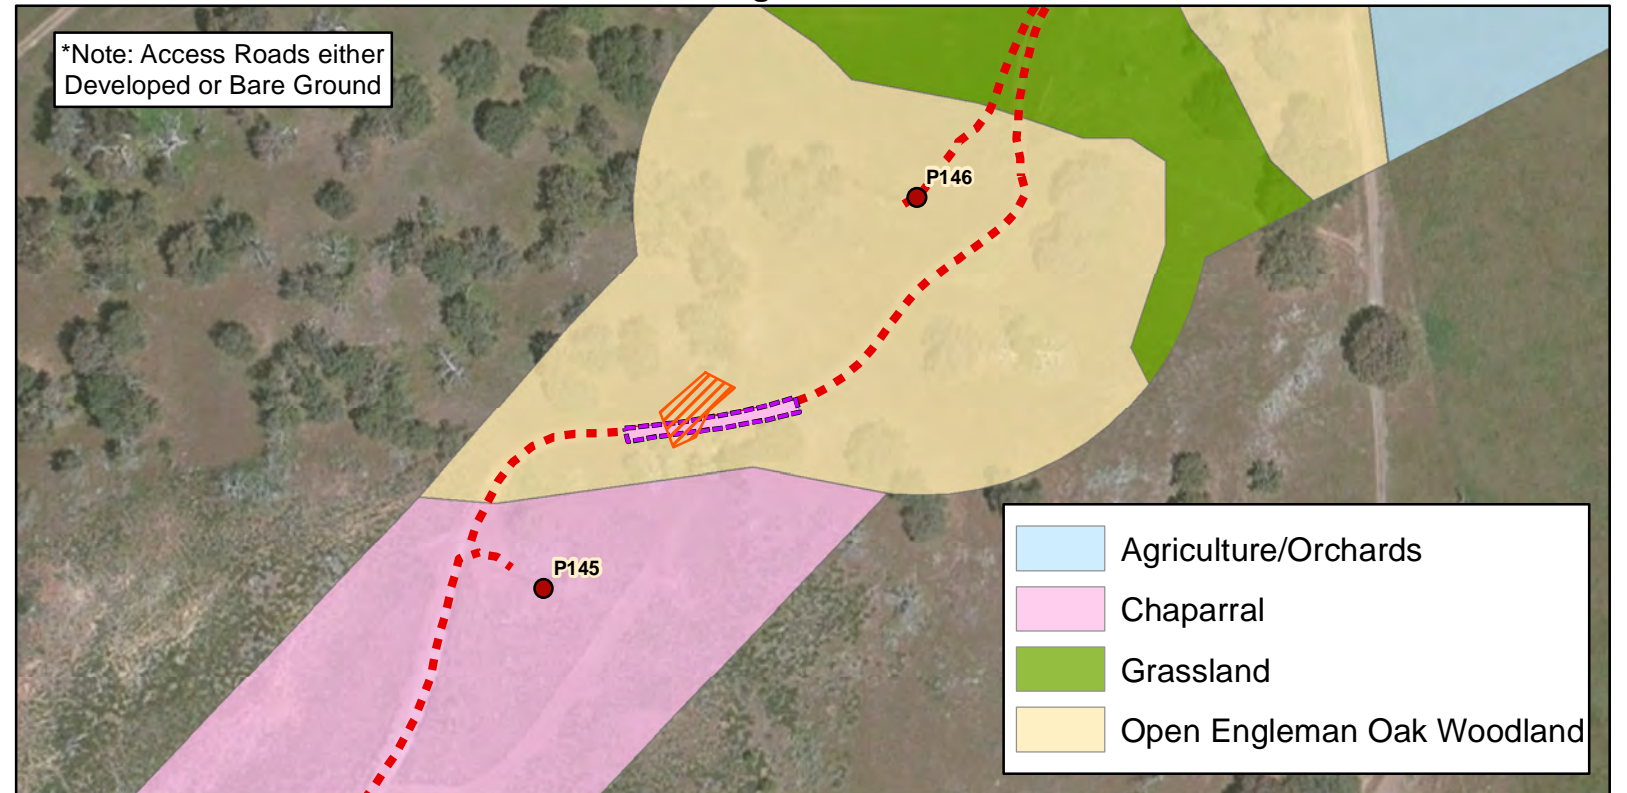 *Note: Access Roads either
Developed or Bare Ground
P146
P145
Agriculture/Orchards
Chaparral
Grassland
Open Engleman Oak Woodland